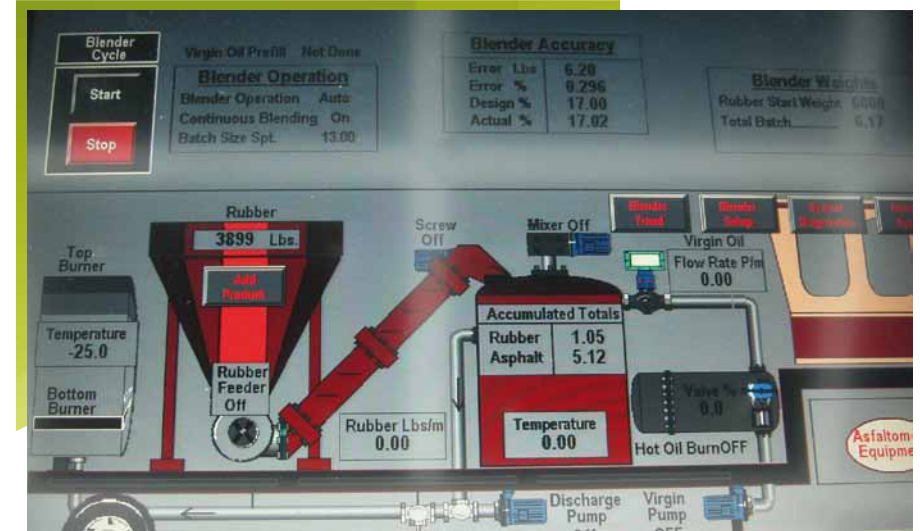 Blender
Cycle
Start
Stop
Virgin Oil Prefill Not Done
Blender Operation
Blender Operation Auto
Continuous Blending On
Batch Size Spt. 13.00
Blender Accuracy
Error Lbs 6.20
Error % 0.296
Design % 17.00
Actual % 17.02
Blender Weights
Rubber Start Weight
Total Batch 6.17
Rubber
3899 Lbs.
Add
Product
Rubber
Feeder
Off
Top
Burner
Temperature
-25.0
Bottom
Burner
Screw
Off
Mixer Off
Blender
Trend
Blender
Setup
Virgin Oil
Flow Rate P/m
0.00
Accumulated Totals
Rubber 1.05
Asphalt 5.12
Temperature
0.00
Rubber Lbs/m
0.00
Valve %
0.0
Hot Oil BurnOFF
Asfaltom
Equipme
Discharge
Pump
Virgin
Pump